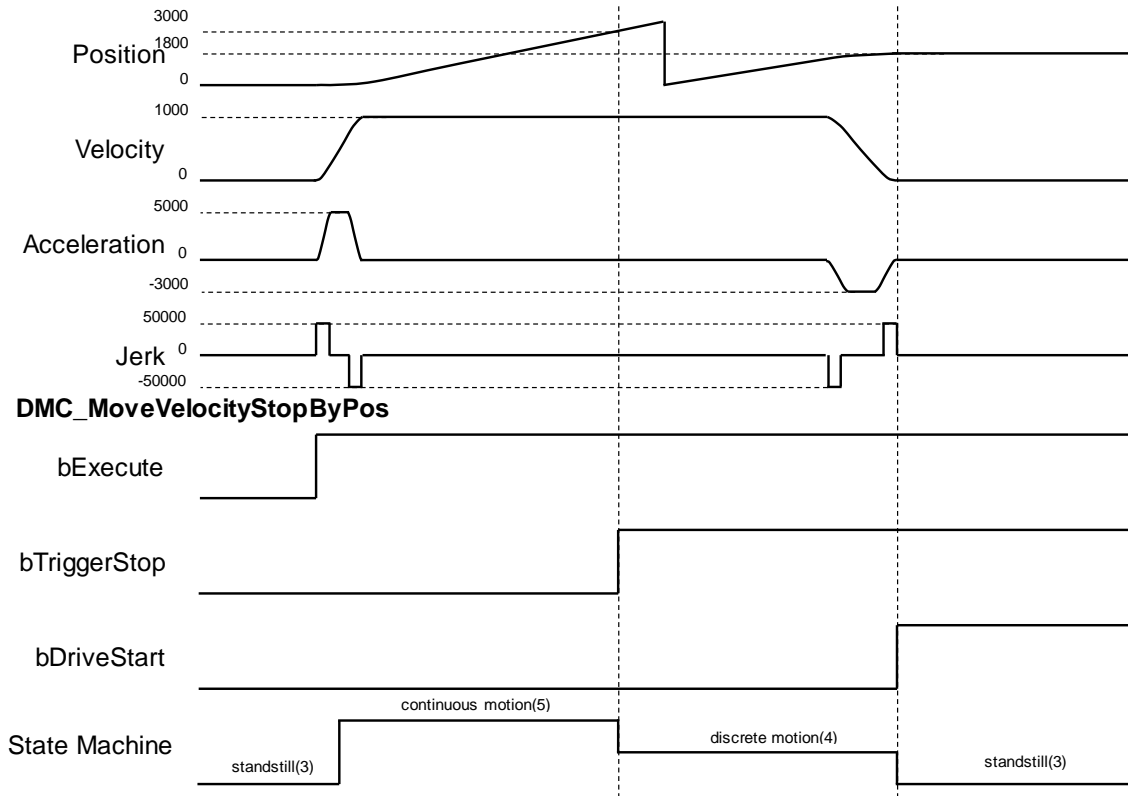 3000
1800
Position
0
1000
Velocity
0
5000
Acceleration
0
-3000
50000
Jerk
0
-50000
DMC_MoveVelocityStopByPos
bExecute
bTriggerStop
bDriveStart
continuous motion(5)
State Machine
discrete motion(4)
standstill(3)
standstill(3)